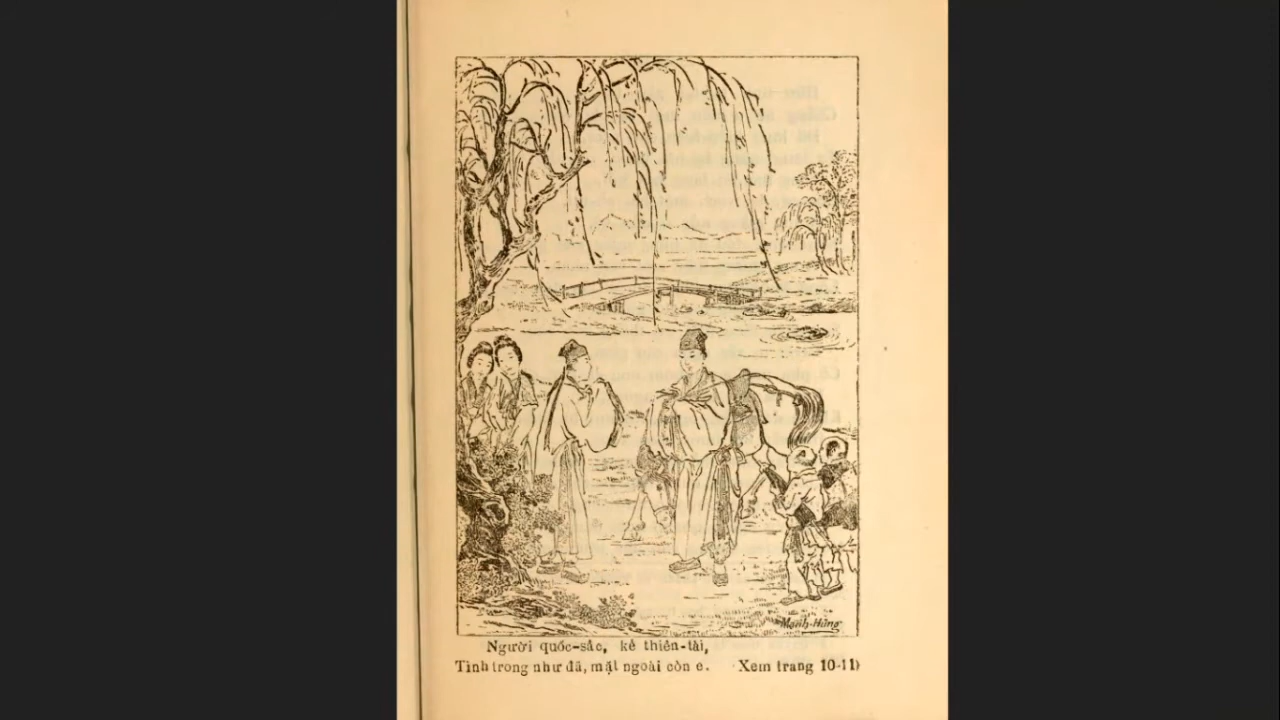 Mạnh-Hùng
Người quốc-sắc, kẻ thiên-tài,
Tình trong như đã, mặt ngoài còn e. Xem trang 10-11)